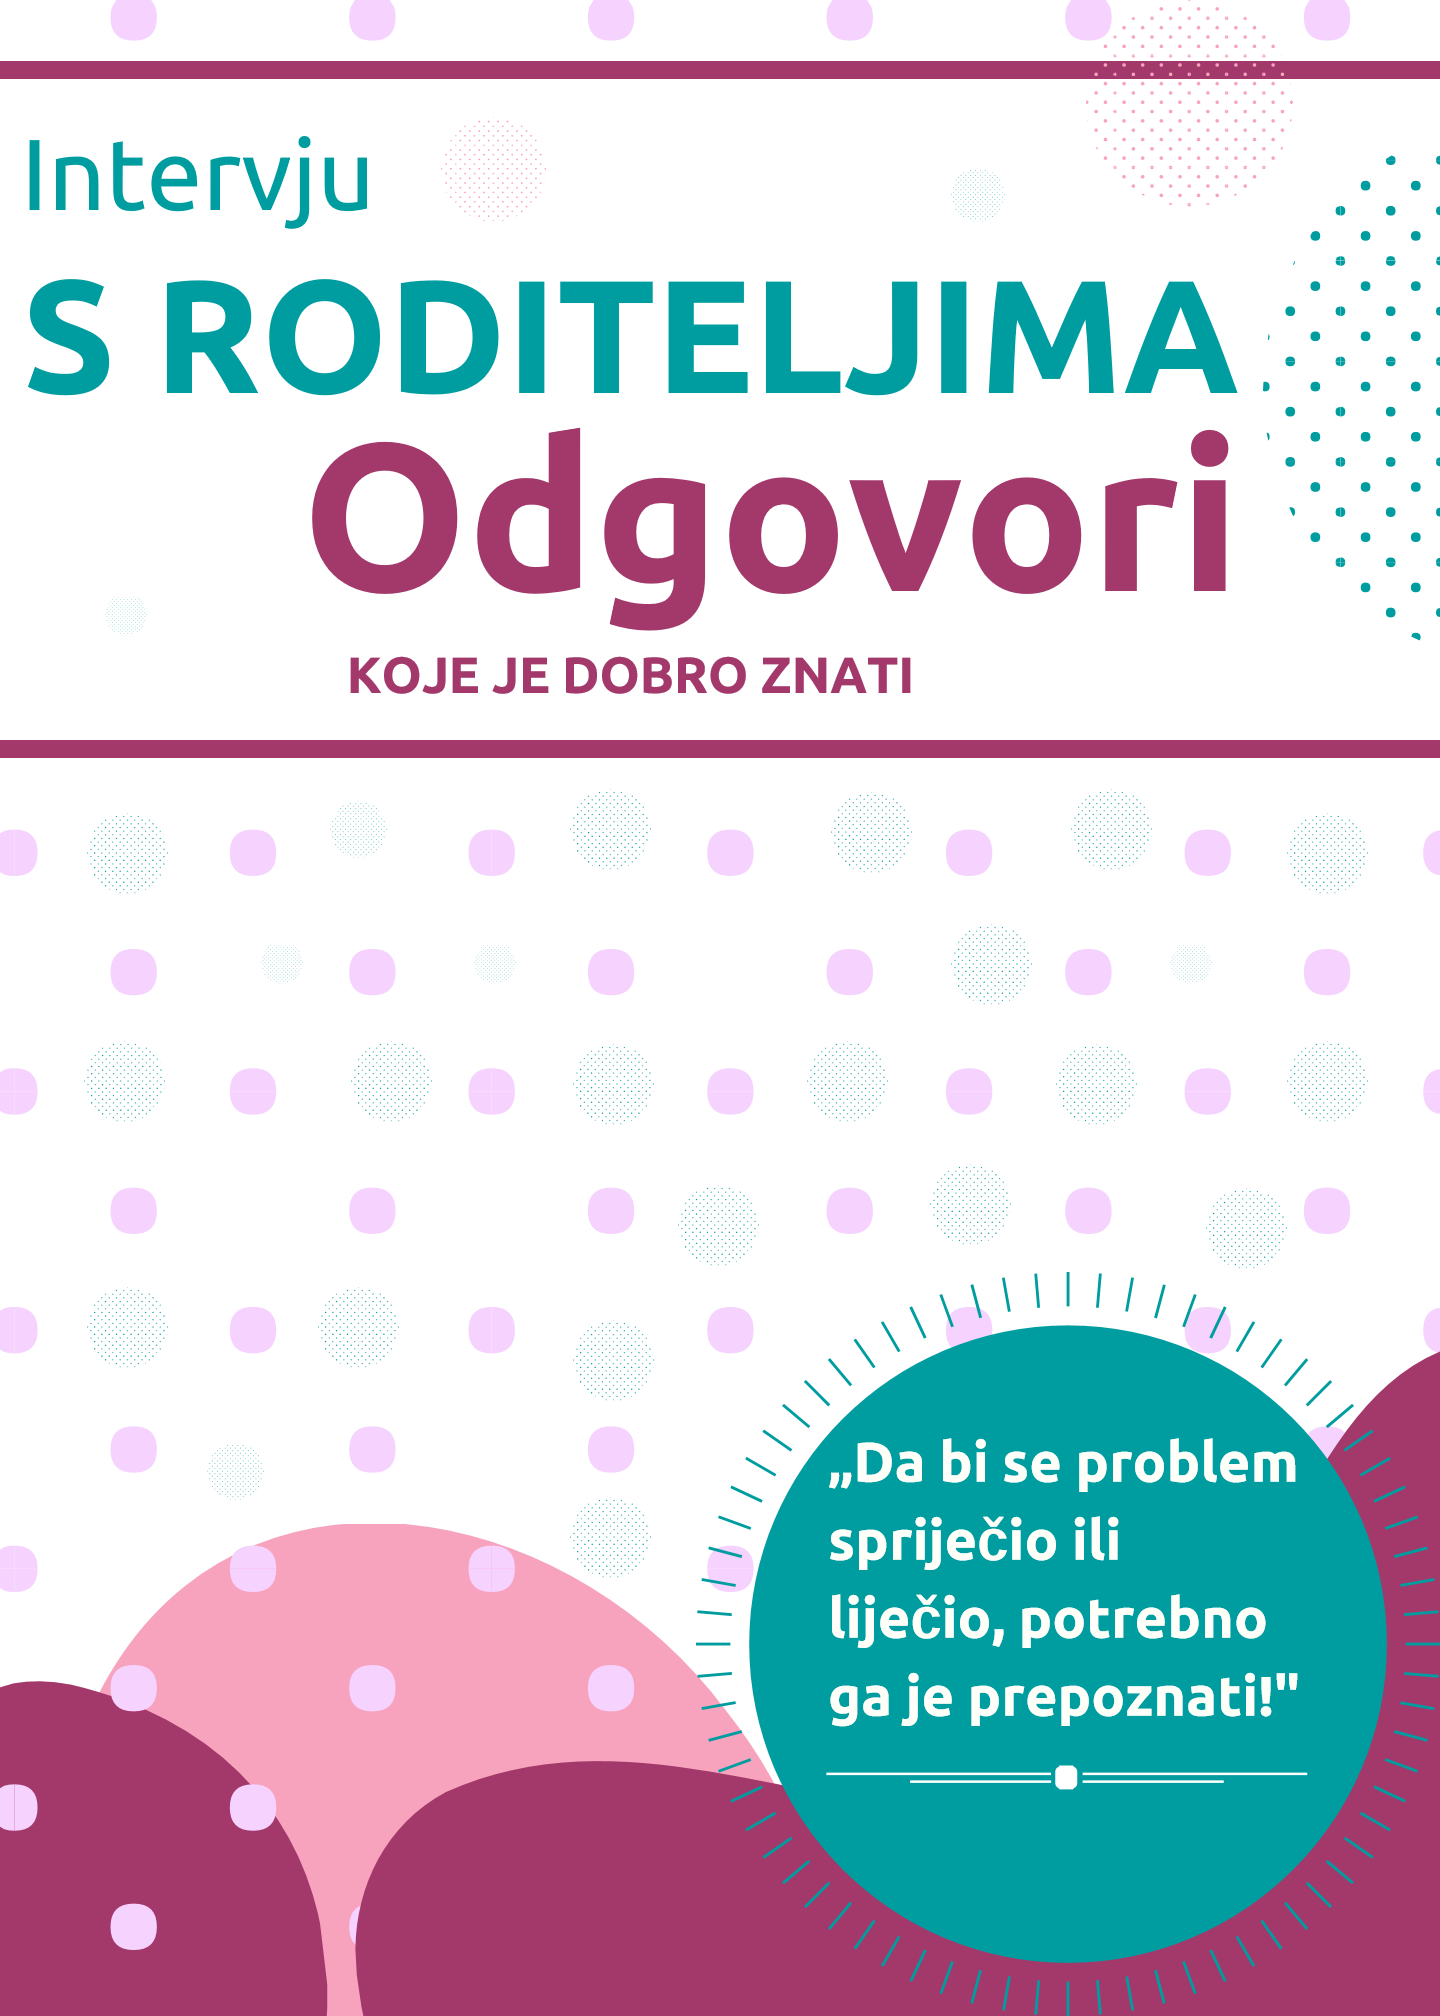 Intervju
S RODITELJIMA
Odgovori
KOJE JE DOBRO ZNATI
„Da bi se problem
spriječio ili
liječio, potrebno
ga je prepoznati!"